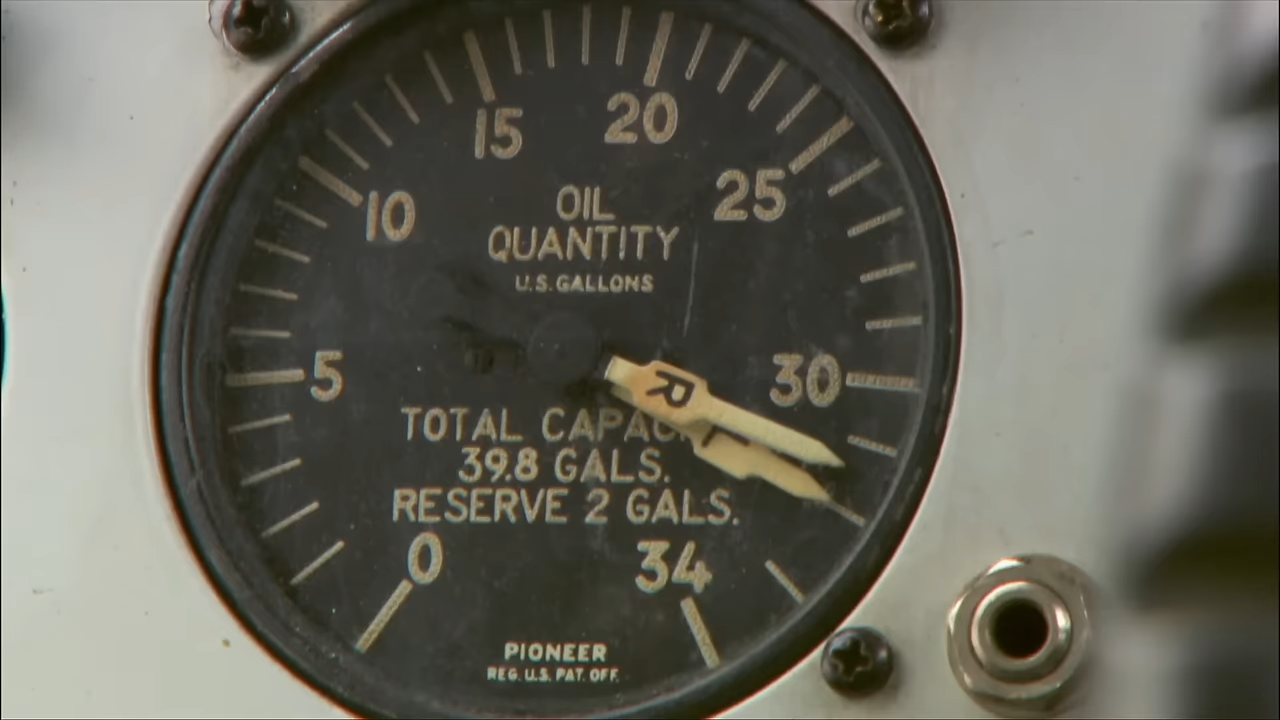 15 20
10 25
OIL
QUANTITY
U.S. GALLONS
5 30
R
L
TOTAL CAPAC
39.8 GALS.
RESERVE 2 GALS.
0 34
PIONEER
REG. U.S. PAT. OFF.